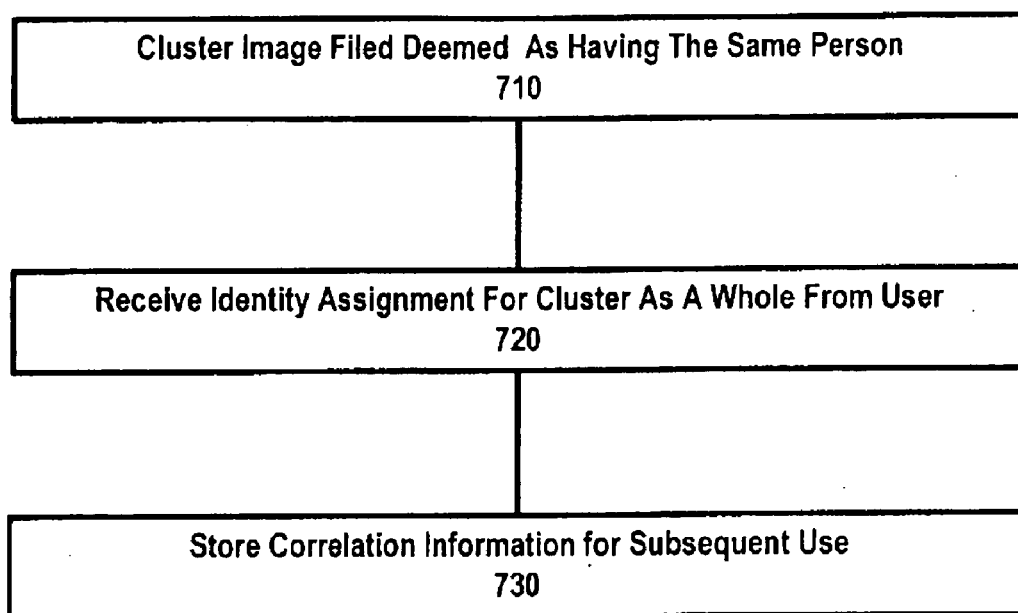 Cluster Image Filed Deemed As Having The Same Person
710
Receive Identity Assignment For Cluster As A Whole From User
720
Store Correlation Information for Subsequent Use
730